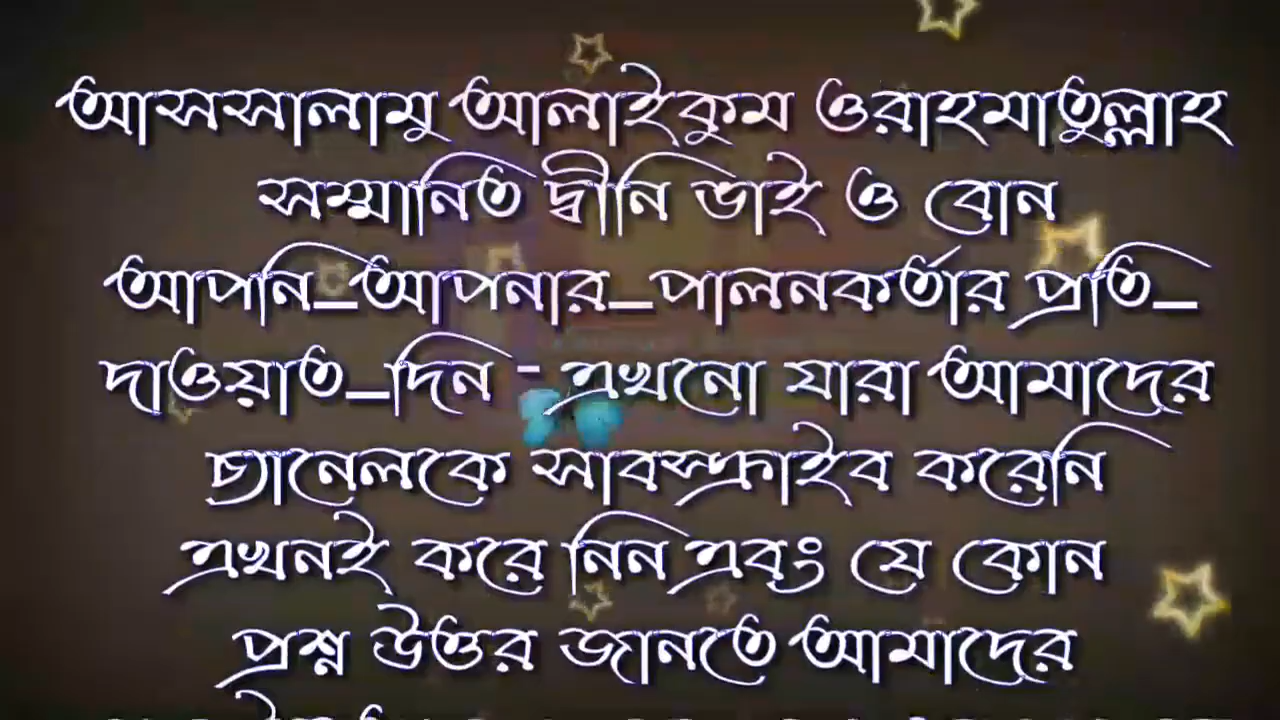 আসসালামু আলাইকুম ওরাহমাতুল্লাহ
সম্মানিত দ্বীনি ভাই ও বোন
আপনি_আপনার_পালনকর্তার প্রতি_
দাওয়াত_দিন - এখনো যারা আমাদের
চ্যানেলকে সাবস্ক্রাইব করেনি
এখনই করে নিন এবং যে কোন
প্রশ্ন উত্তর জানতে আমাদের